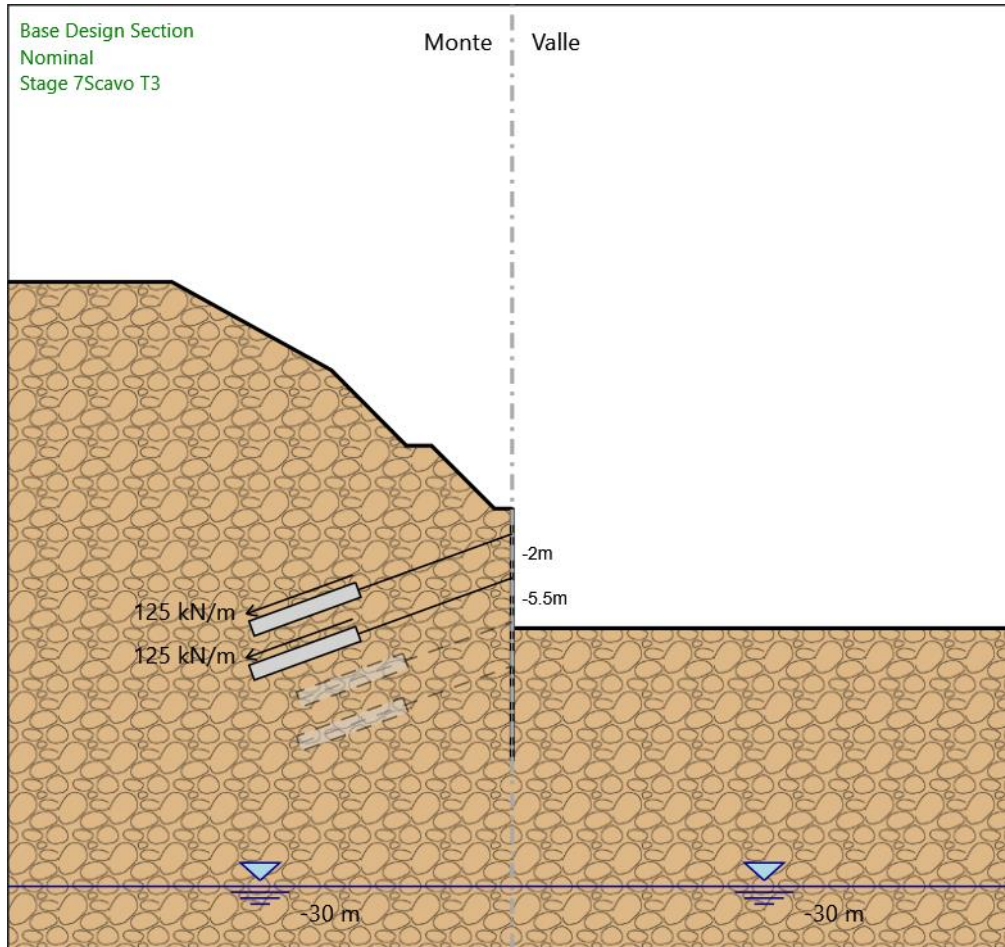 Base Design Section
Nominal
Stage 7Scavo T3
Monte
Valle
-2m
-5.5m
125 kN/m
125 kN/m
-30 m
-30 m